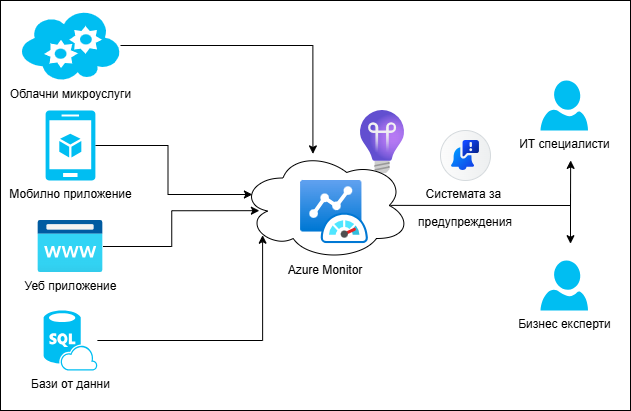 Облачни микроуслуги
Мобилно приложение
WWW
Уеб приложение
SQL
Бази от данни
Azure Monitor
Системата за
предупреждения
ИТ специалисти
Бизнес експерти